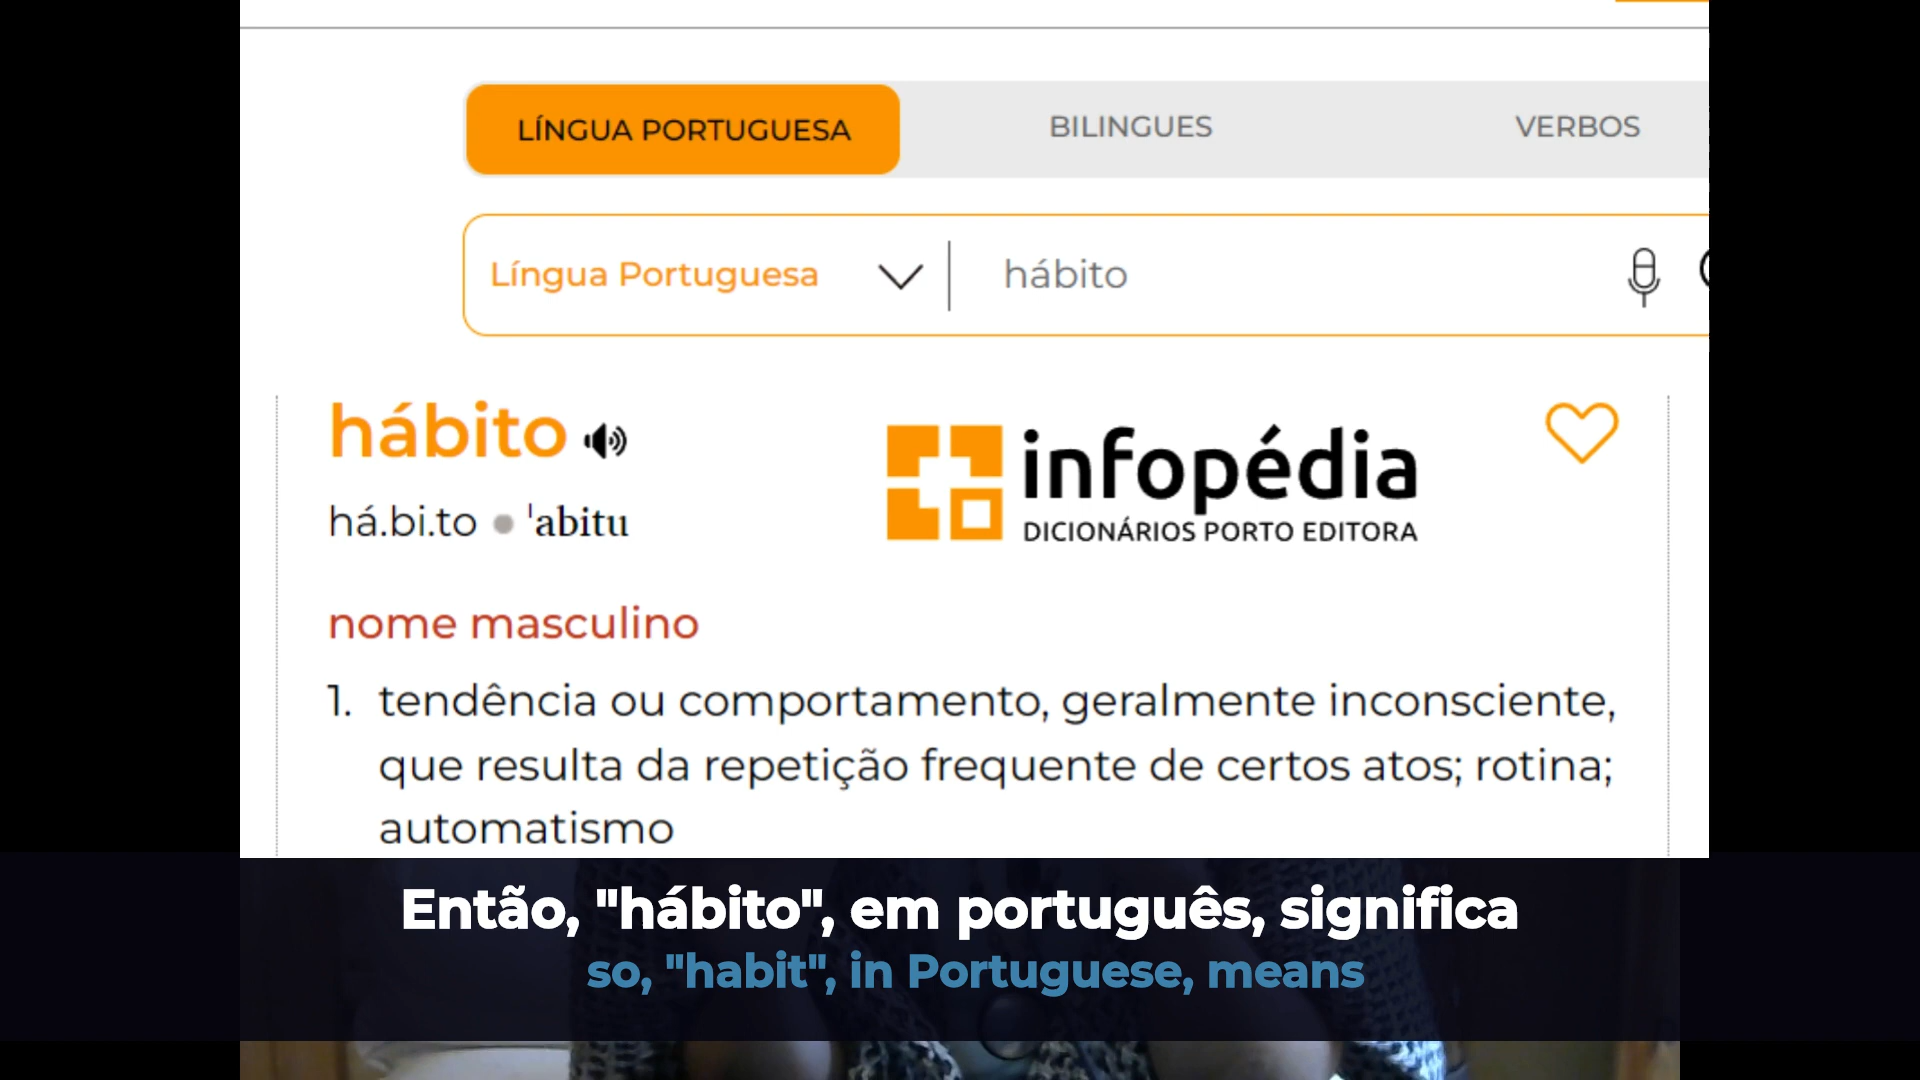 LÍNGUA PORTUGUESA BILINGUES VERBOS
Língua Portuguesa hábito
hábito
infopédia
DICIONÁRIOS PORTO EDITORA
há.bi.to • 'abitu
nome masculino
1. tendência ou comportamento, geralmente inconsciente,
que resulta da repetição frequente de certos atos; rotina;
automatismo
Então, "hábito", em português, significa
so, "habit", in Portuguese, means